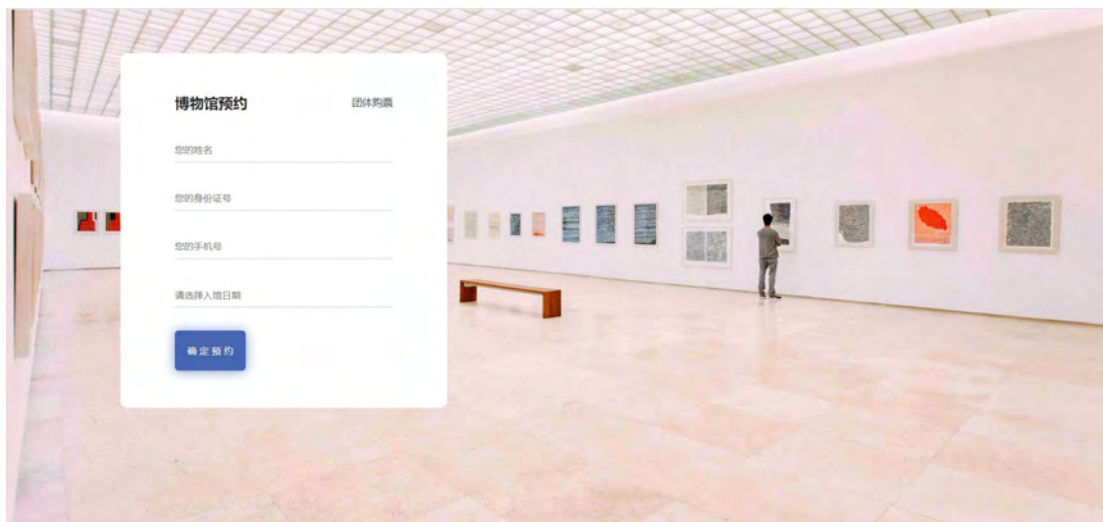 博物馆预约
团体购票
您的姓名
您的身份证号
您的手机号
请选择入馆日期
确定预约